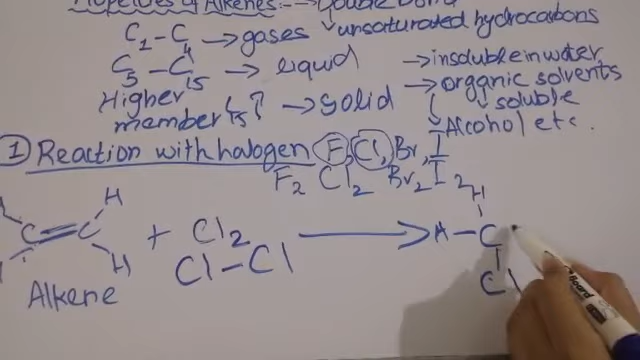 Properties of Alkenes:-→Double Bond
C1-C4 → gases unsaturated hydrocarbons
C5 - C15 → Liquid → insoluble in water
→ organic solvents
Higher member C15↑ → solid ↓ soluble
Alcohol etc.
1 Reaction with halogen F, Cl, Br, I
F2 Cl2 Br2 I2
H H
C=C + Cl2 → H-C
H Cl-Cl Cl
Alkene